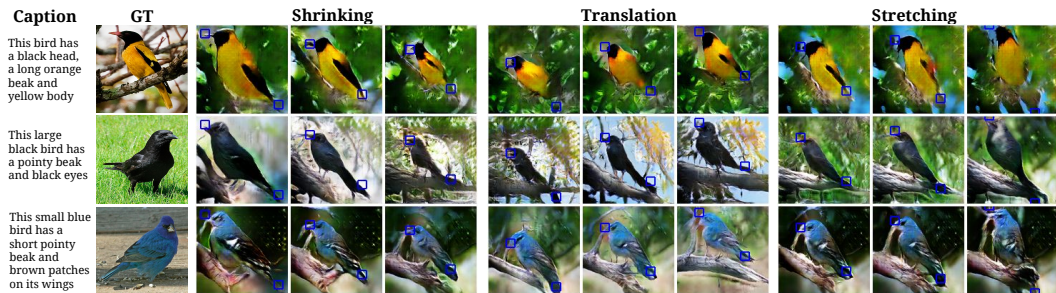 Caption GT Shrinking Translation Stretching
This bird has
a black head,
a long orange
beak and
yellow body
This large
black bird has
a pointy beak
and black eyes
This small blue
bird has a
short pointy
beak and
brown patches
on its wings